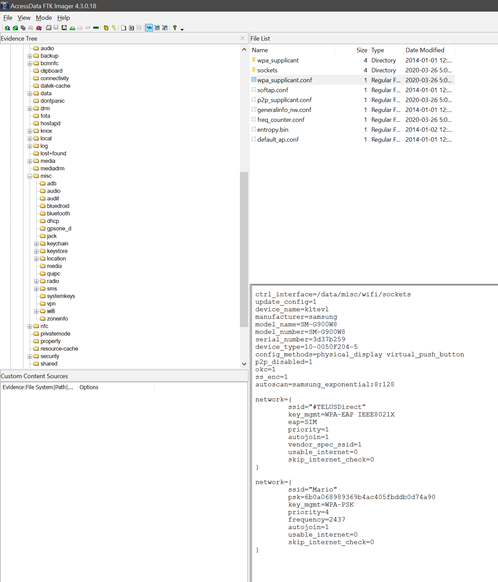 AccessData FTK Imager 4.3.0.18
File View Mode Help
Evidence Tree
audio
backup
bcmnfc
clipboard
connectivity
dalvik-cache
data
dontpanic
drm
fota
hostapd
knox
local
log
lost+found
media
mediadrm
misc
adb
audio
audit
bluedroid
bluetooth
dhcp
gpsone_d
jack
keychain
keystore
location
media
quipc
radio
sms
systemkeys
vpn
wifi
zoneinfo
nfc
privatemode
property
resource-cache
security
shared
Custom Content Sources
Evidence:File System|Path|... Options
File List
Name Size Type Date Modified
wpa_supplicant 4 Directory 2014-01-01 12:...
sockets 4 Directory 2020-03-26 5:0...
wpa_supplicant.conf 1 Regular F... 2020-03-26 5:0...
softap.conf 1 Regular F... 2014-01-01 12:...
p2p_supplicant.conf 1 Regular F... 2020-03-26 5:0...
generalinfo_nw.conf 1 Regular F... 2014-01-01 12:...
freq_counter.conf 1 Regular F... 2020-03-26 5:0...
entropy.bin 1 Regular F... 2014-01-02 12:...
default_ap.conf 1 Regular F... 2014-01-01 12:...
ctrl_interface=/data/misc/wifi/sockets
update_config=1
device_name=kltevl
manufacturer=samsung
model_name=SM-G900W8
model_number=SM-G900W8
serial_number=3d37b259
device_type=10-0050F204-5
config_methods=physical_display virtual_push_button
p2p_disabled=1
okc=1
ss_enc=1
autoscan=samsung_exponential:8:128
network={
ssid="#TELUSDirect"
key_mgmt=WPA-EAP IEEE8021X
eap=SIM
priority=1
autojoin=1
vendor_spec_ssid=1
usable_internet=0
skip_internet_check=0
}
network={
ssid="Mario"
psk=6b0a068989369b4ac405fbddb0d74a90
key_mgmt=WPA-PSK
priority=4
frequency=2437
autojoin=1
usable_internet=0
skip_internet_check=0
}